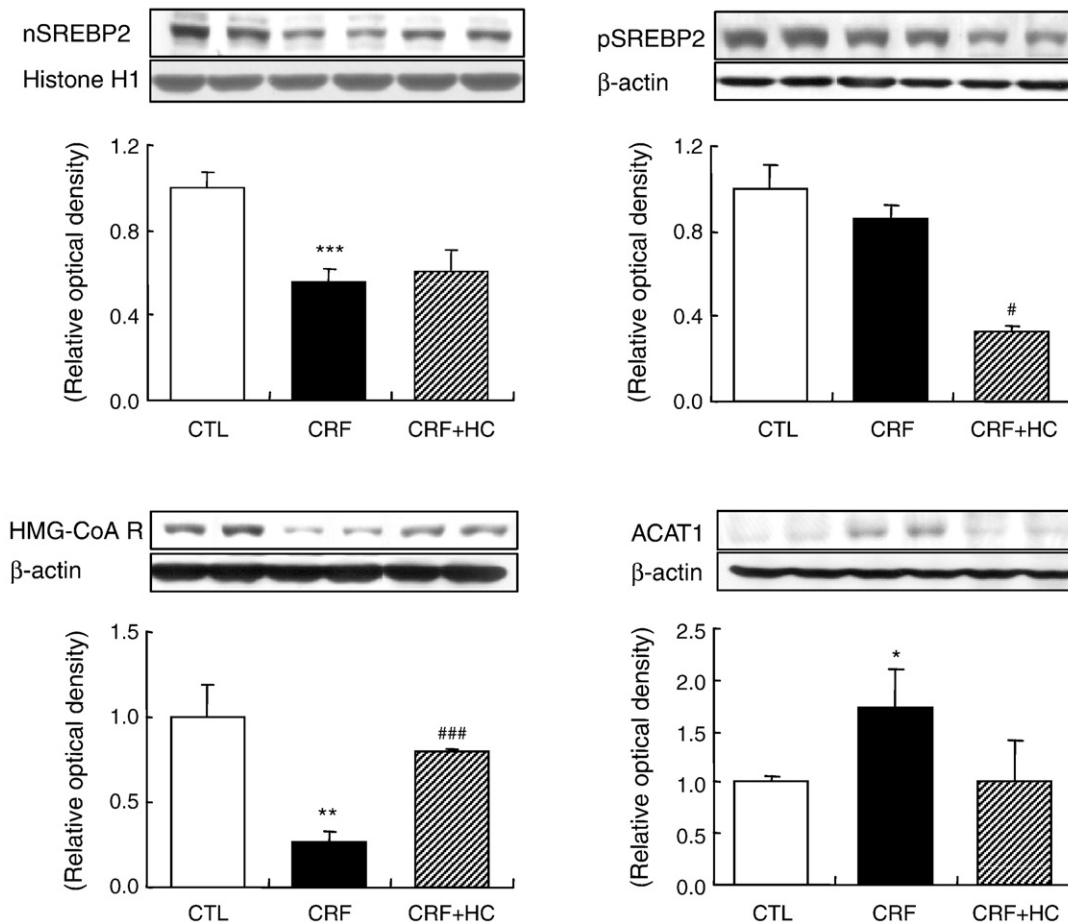 nSREBP2
Histone H1
(Relative optical density)
1.2
0.8
0.4
0.0
***
CTL CRF CRF+HC
pSREBP2
β-actin
(Relative optical density)
1.2
0.8
0.4
0.0
#
CTL CRF CRF+HC
HMG-CoA R
β-actin
(Relative optical density)
1.5
1.0
0.5
0.0
**
###
CTL CRF CRF+HC
ACAT1
β-actin
(Relative optical density)
2.5
2.0
1.5
1.0
0.5
0.0
*
CTL CRF CRF+HC